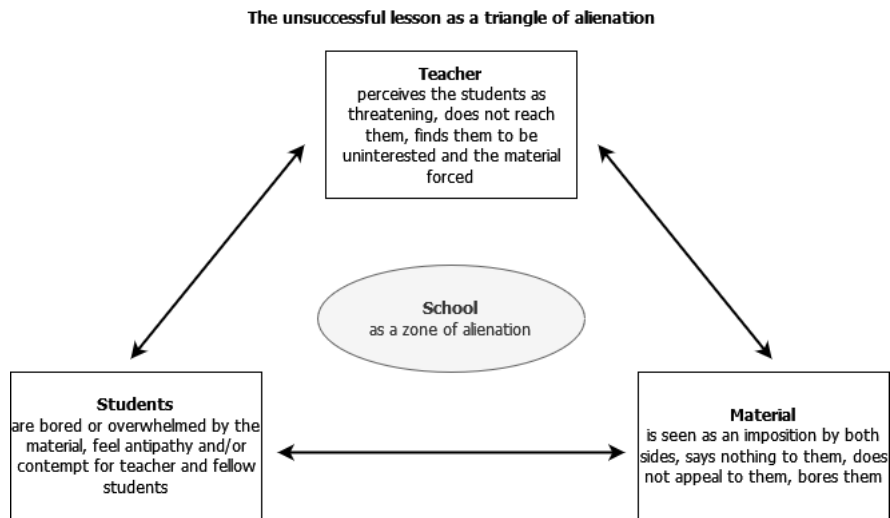 The unsuccessful lesson as a triangle of alienation
Teacher
perceives the students as
threatening, does not reach
them, finds them to be
uninterested and the material
forced
School
as a zone of alienation
Students
are bored or overwhelmed by the
material, feel antipathy and/or
contempt for teacher and fellow
students
Material
is seen as an imposition by both
sides, says nothing to them, does
not appeal to them, bores them